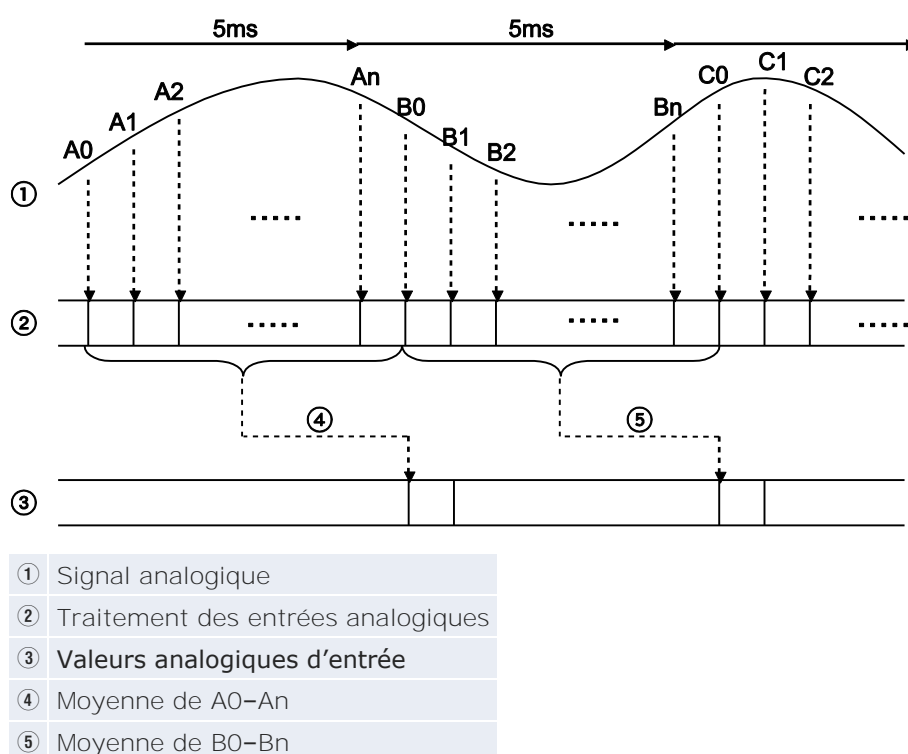 5ms 5ms
A0 A1 A2 An B0 B1 B2 Bn C0 C1 C2
①
.....
.....
.....
②
.....
.....
.....
④ ⑤
③
① Signal analogique
② Traitement des entrées analogiques
③ Valeurs analogiques d'entrée
④ Moyenne de A0–An
⑤ Moyenne de B0–Bn